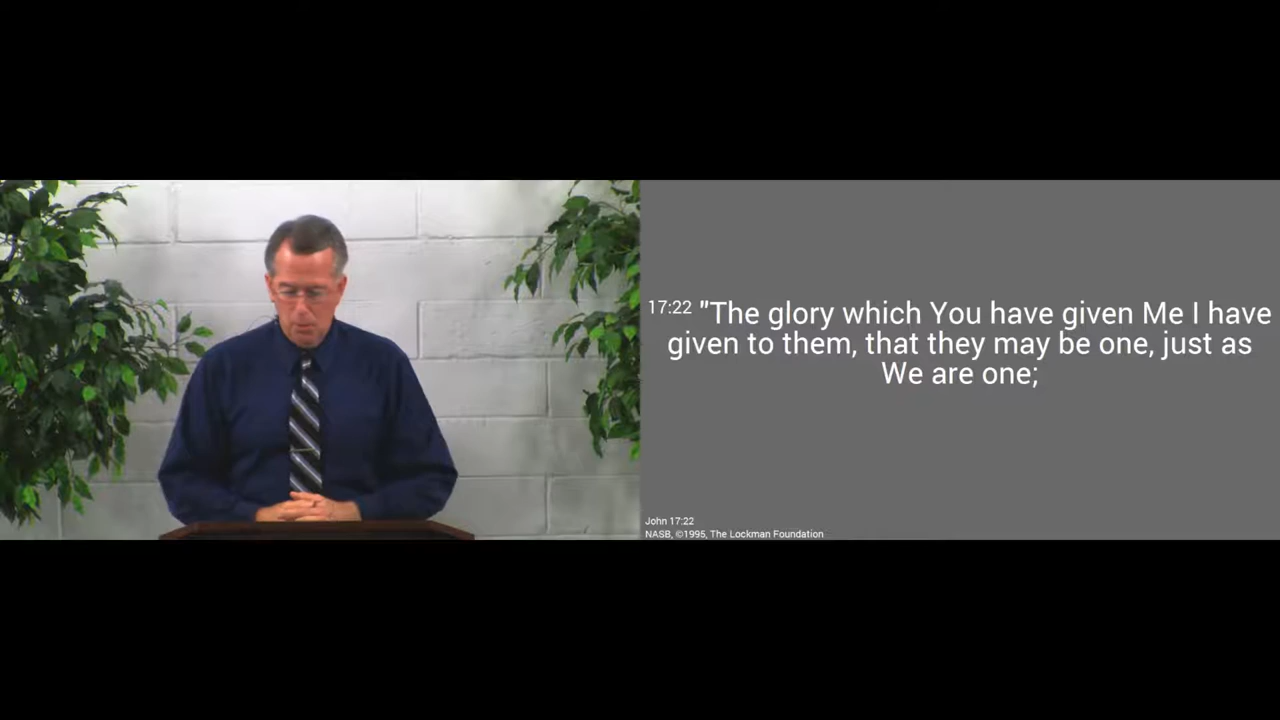 17:22 "The glory which You have given Me I have
given to them, that they may be one, just as
We are one;
John 17:22
NASB, ©1995, The Lockman Foundation